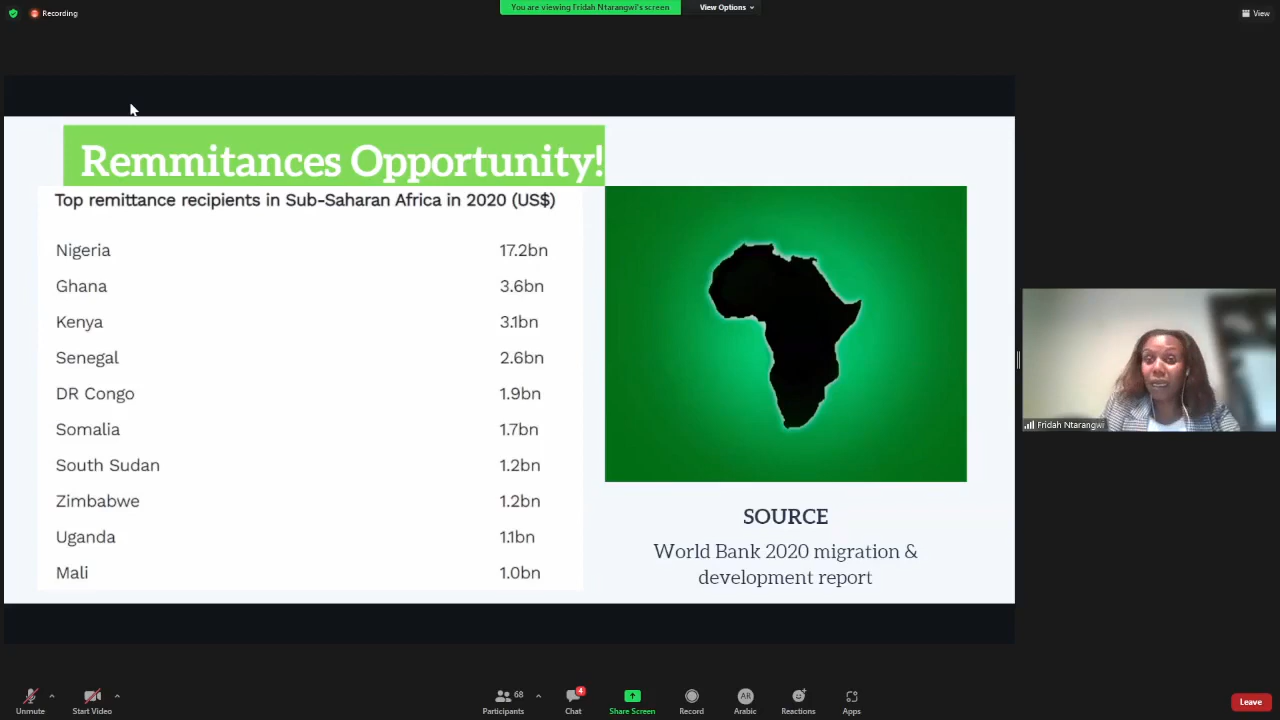 Recording
You are viewing Fridah Ntarangwi's screen
View Options
View
Remmitances Opportunity!
Top remittance recipients in Sub-Saharan Africa in 2020 (US$)
Nigeria 17.2bn
Ghana 3.6bn
Kenya 3.1bn
Senegal 2.6bn
DR Congo 1.9bn
Somalia 1.7bn
South Sudan 1.2bn
Zimbabwe 1.2bn
Uganda 1.1bn
Mali 1.0bn
SOURCE
World Bank 2020 migration &
development report
Fridah Ntarangwi
Unmute
Start Video
68
Participants
4
Chat
Share Screen
Record
AR
Arabic
Reactions
Apps
Leave